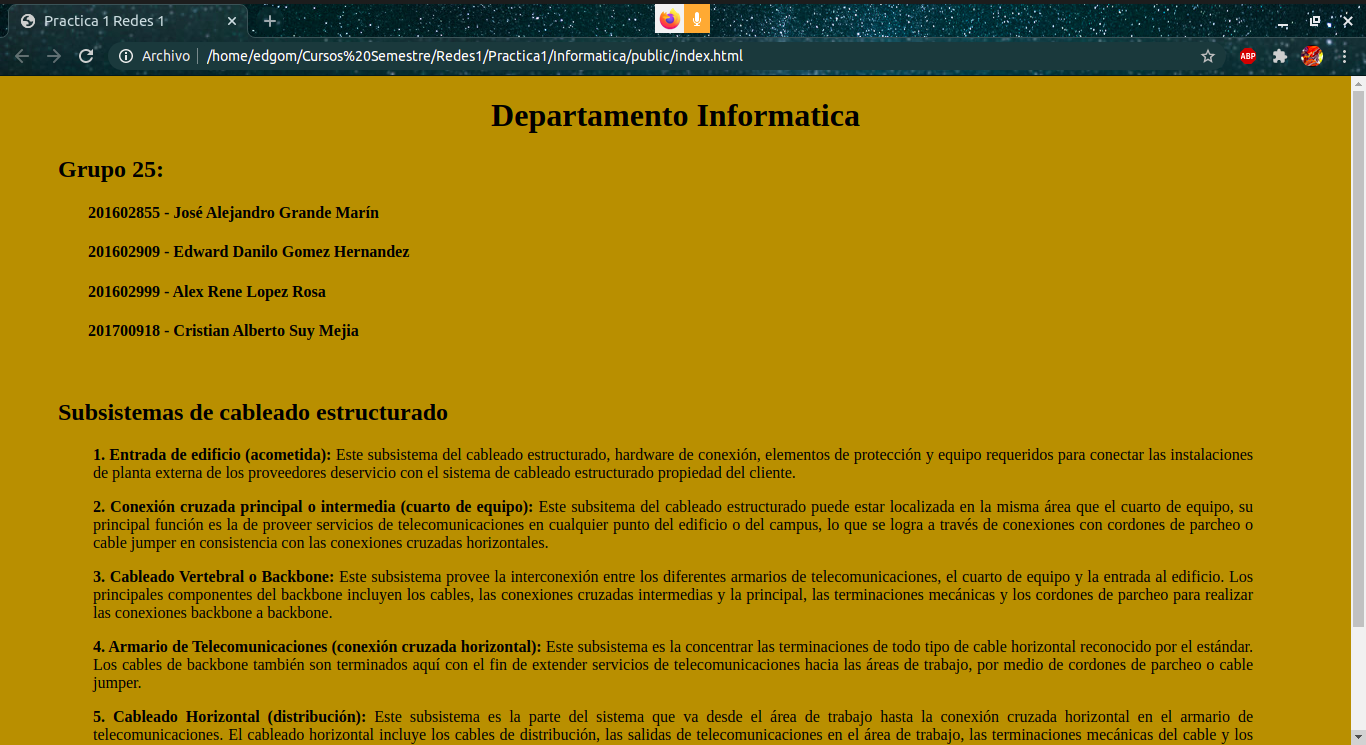 Practica 1 Redes 1
Archivo /home/edgom/Cursos%20Semestre/Redes1/Practica1/Informatica/public/index.html
ABP
Departamento Informatica
Grupo 25:
201602855 - José Alejandro Grande Marín
201602909 - Edward Danilo Gomez Hernandez
201602999 - Alex Rene Lopez Rosa
201700918 - Cristian Alberto Suy Mejia
Subsistemas de cableado estructurado
1. Entrada de edificio (acometida): Este subsistema del cableado estructurado, hardware de conexión, elementos de protección y equipo requeridos para conectar las instalaciones
de planta externa de los proveedores deservicio con el sistema de cableado estructurado propiedad del cliente.
2. Conexión cruzada principal o intermedia (cuarto de equipo): Este subsitema del cableado estructurado puede estar localizada en la misma área que el cuarto de equipo, su
principal función es la de proveer servicios de telecomunicaciones en cualquier punto del edificio o del campus, lo que se logra a través de conexiones con cordones de parcheo o
cable jumper en consistencia con las conexiones cruzadas horizontales.
3. Cableado Vertebral o Backbone: Este subsistema provee la interconexión entre los diferentes armarios de telecomunicaciones, el cuarto de equipo y la entrada al edificio. Los
principales componentes del backbone incluyen los cables, las conexiones cruzadas intermedias y la principal, las terminaciones mecánicas y los cordones de parcheo para realizar
las conexiones backbone a backbone.
4. Armario de Telecomunicaciones (conexión cruzada horizontal): Este subsistema es la concentrar las terminaciones de todo tipo de cable horizontal reconocido por el estándar.
Los cables de backbone también son terminados aquí con el fin de extender servicios de telecomunicaciones hacia las áreas de trabajo, por medio de cordones de parcheo o cable
jumper.
5. Cableado Horizontal (distribución): Este subsistema es la parte del sistema que va desde el área de trabajo hasta la conexión cruzada horizontal en el armario de
telecomunicaciones. El cableado horizontal incluye los cables de distribución, las salidas de telecomunicaciones en el área de trabajo, las terminaciones mecánicas del cable y los